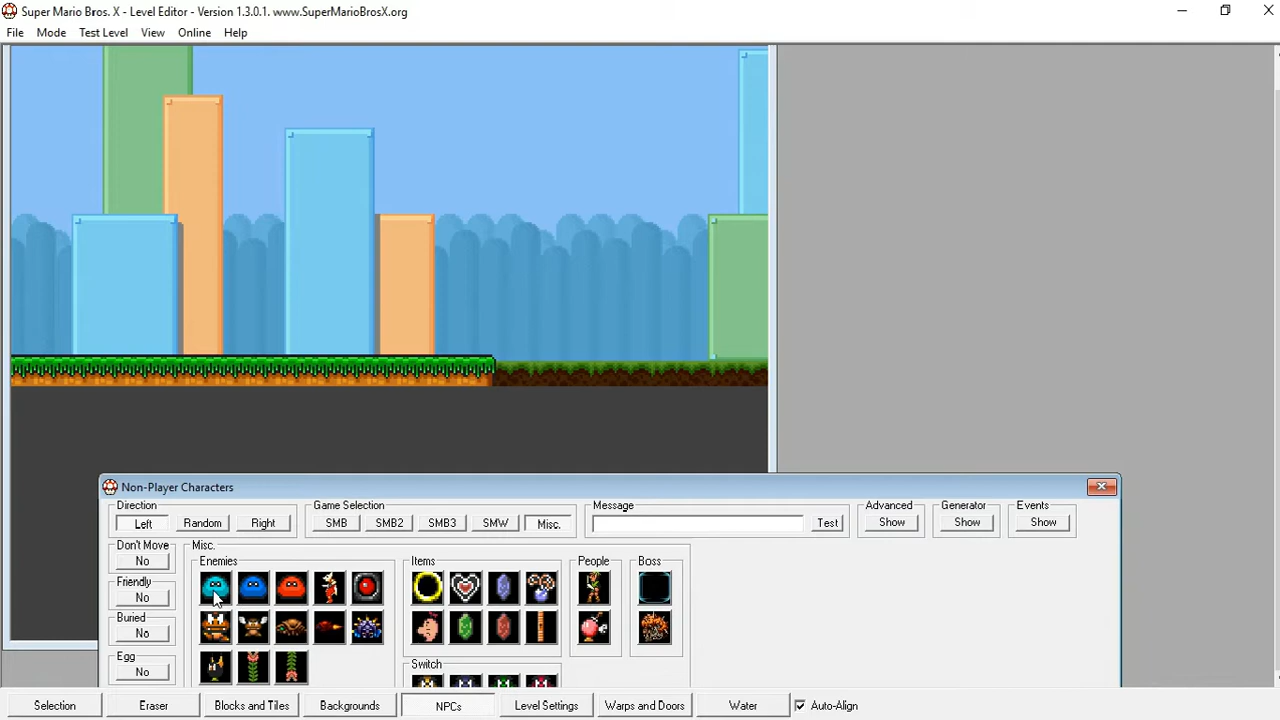 Super Mario Bros. X - Level Editor - Version 1.3.0.1. www.SuperMarioBrosX.org
File Mode Test Level View Online Help
Non-Player Characters
Direction Game Selection Message Advanced Generator Events
Left Random Right SMB SMB2 SMB3 SMW Misc. Test Show Show Show
Don't Move Misc.
No Enemies Items People Boss
Friendly
No
Buried
No
Egg Switch
No
Selection Eraser Blocks and Tiles Backgrounds NPCs Level Settings Warps and Doors Water Auto-Align